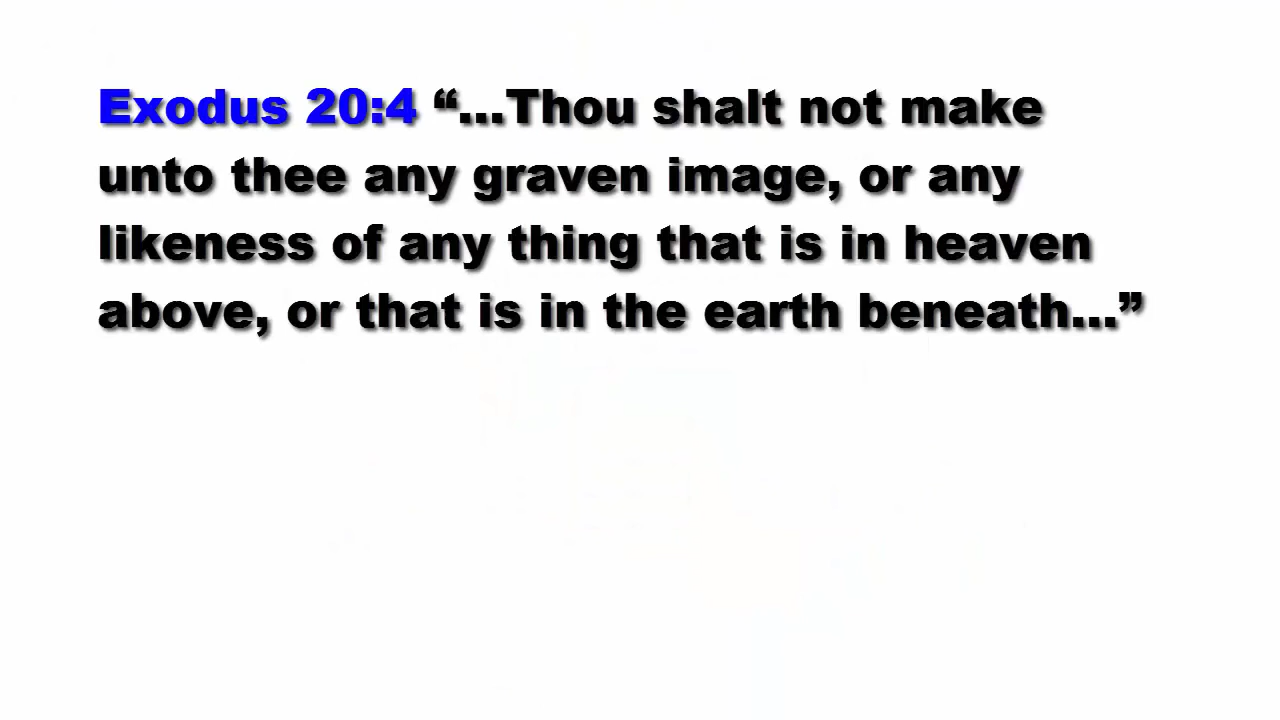 Exodus 20:4 “...Thou shalt not make
unto thee any graven image, or any
likeness of any thing that is in heaven
above, or that is in the earth beneath...”